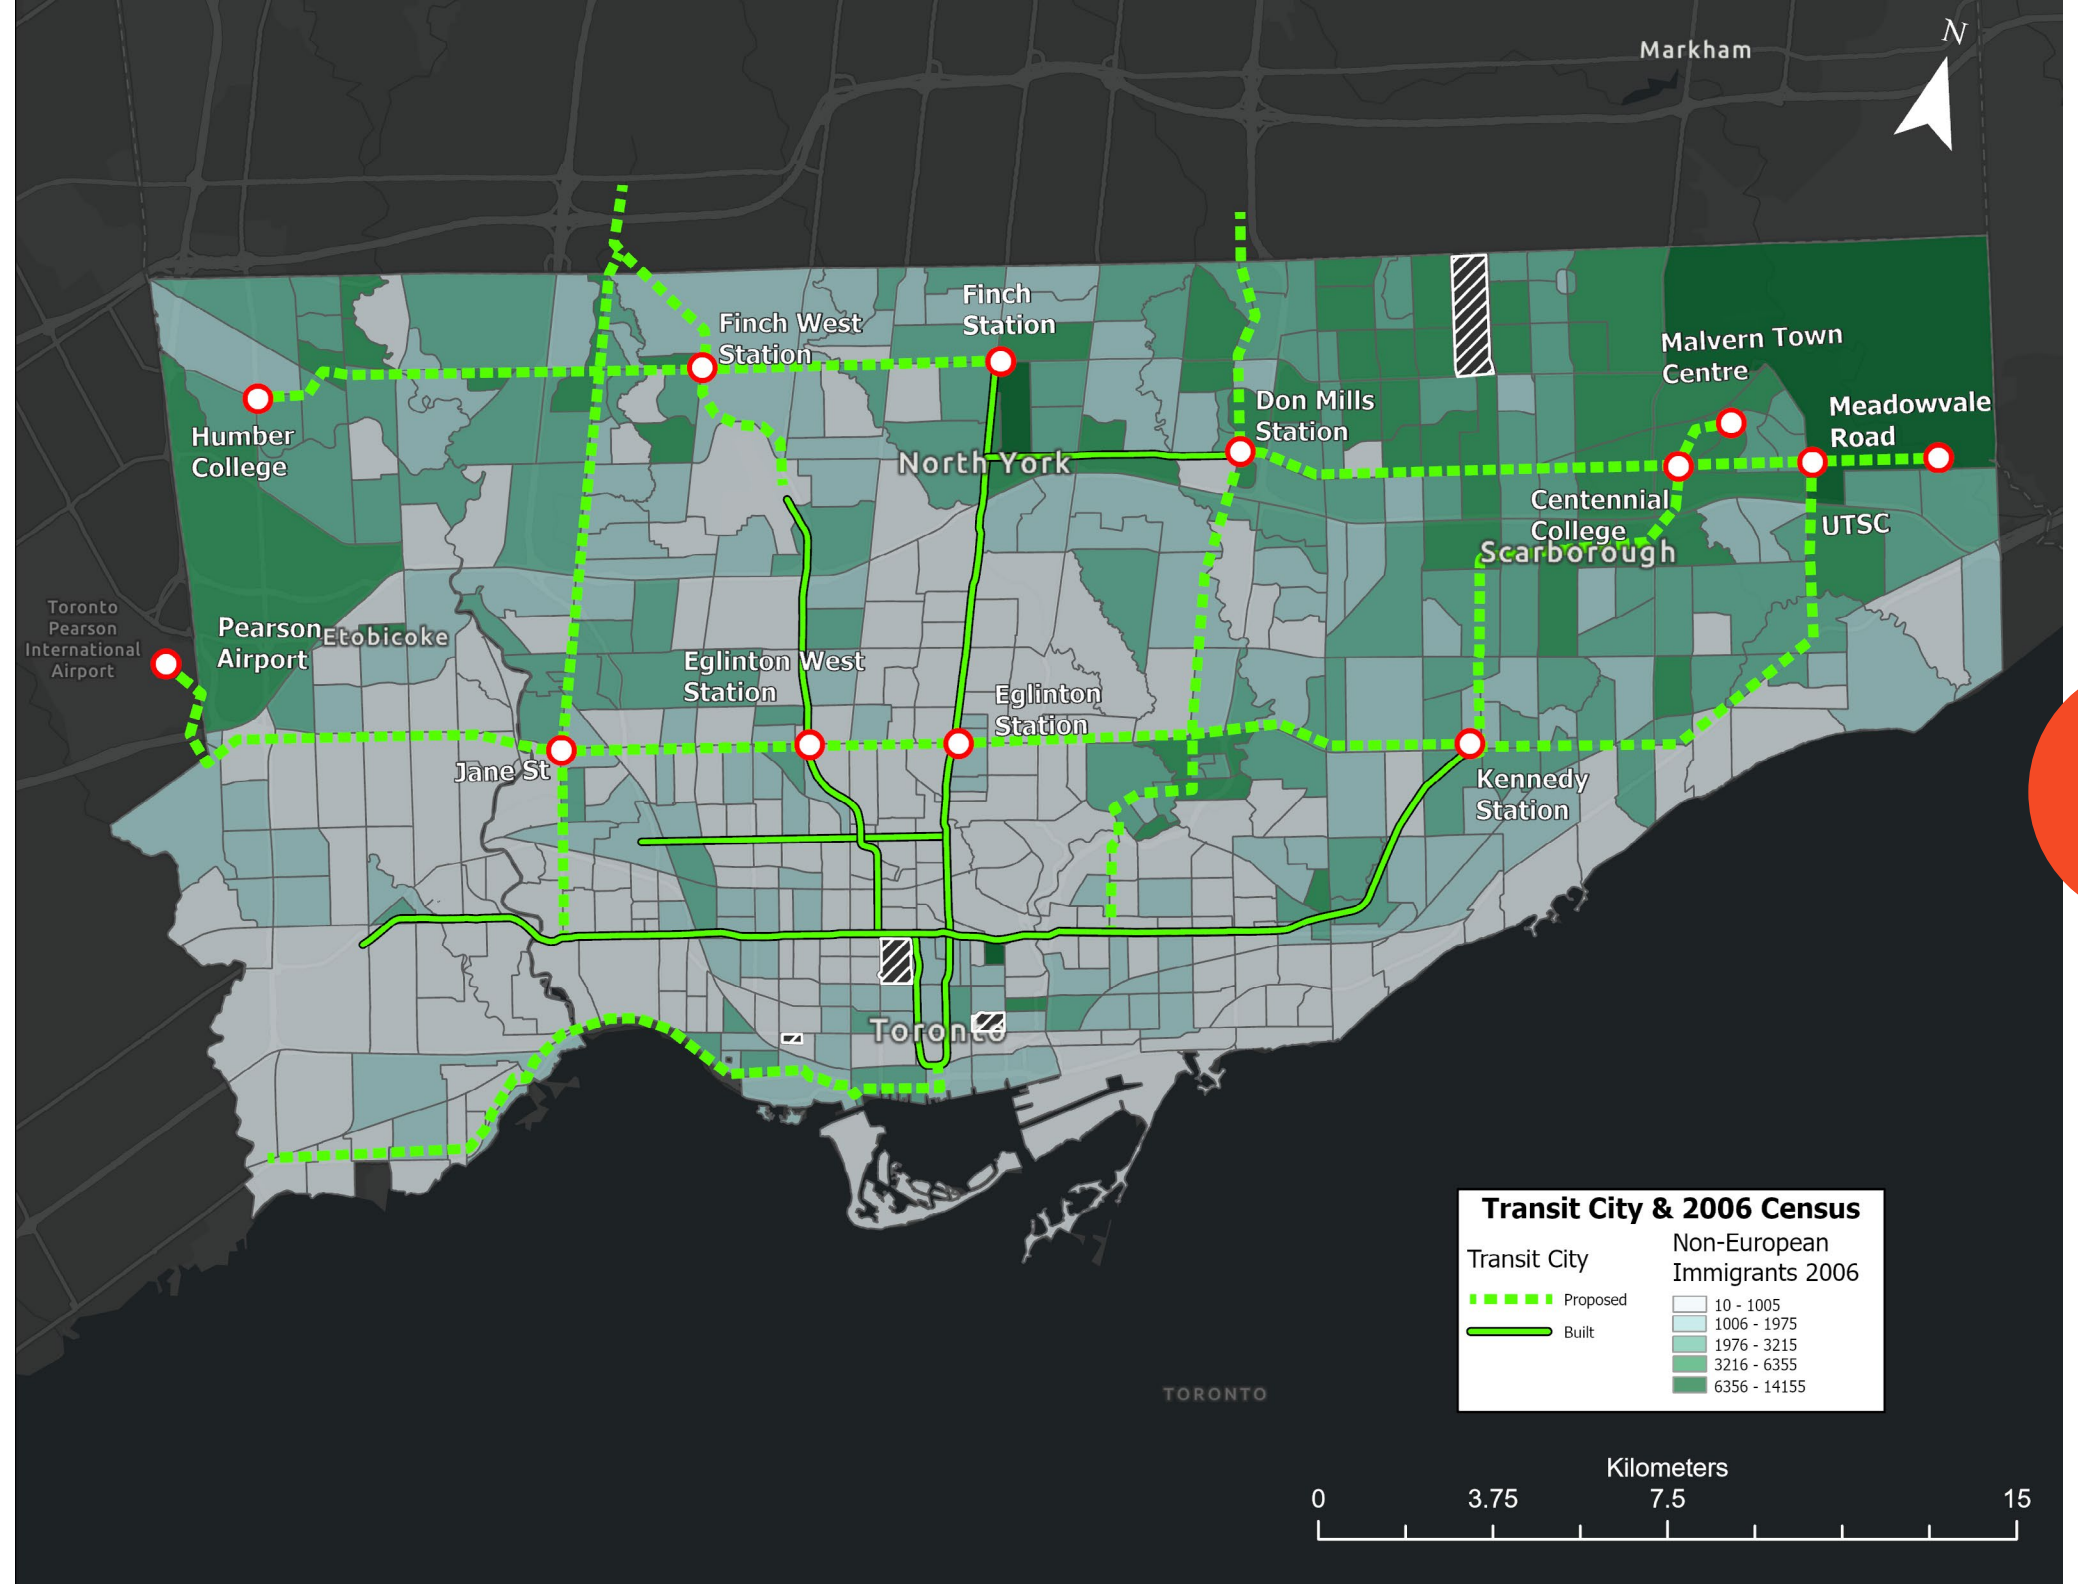 Markham
N
Finch
Station
Finch West
Station
Malvern Town
Centre
Don Mills
Station
Meadowvale
Road
Humber
College
North York
Centennial
College
UTSC
Scarborough
Toronto
Pearson
International
Airport
Pearson
Airport
Etobicoke
Eglinton West
Station
Eglinton
Station
Jane St
Kennedy
Station
Toronto
Transit City & 2006 Census
Transit City
Proposed
Built
Non-European
Immigrants 2006
10 - 1005
1006 - 1975
1976 - 3215
3216 - 6355
6356 - 14155
TORONTO
Kilometers
0 3.75 7.5 15